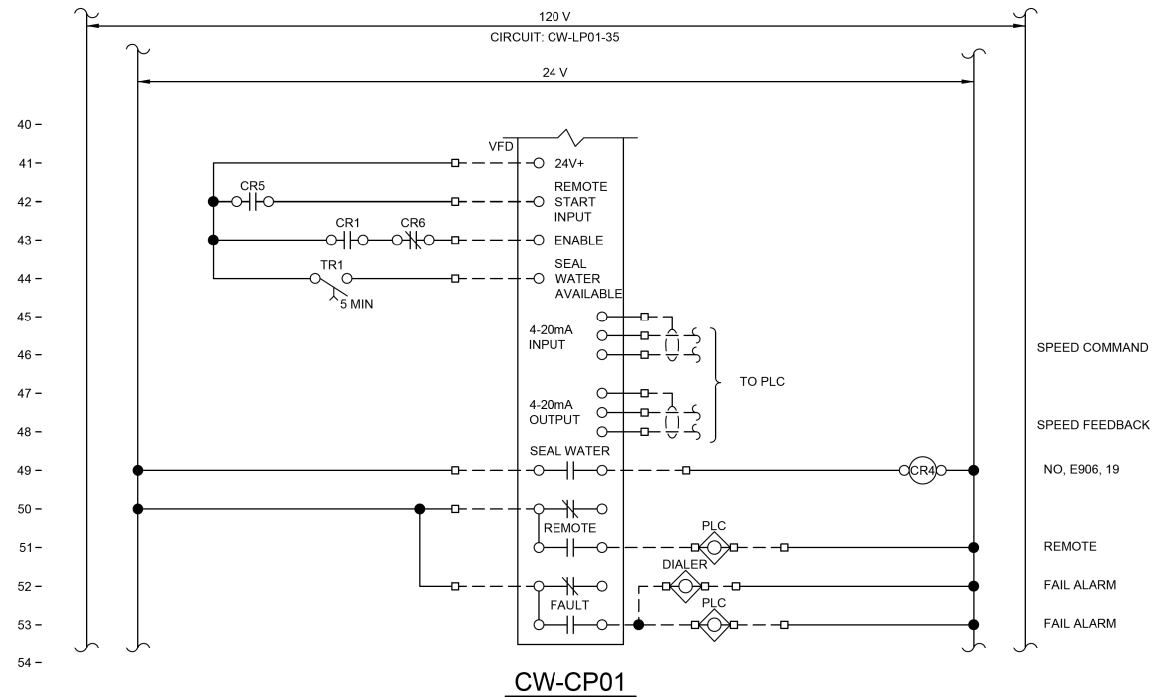 120 V
CIRCUIT: CW-LP01-35
24 V
40
VFD
41
24V+
REMOTE
START
INPUT
CR5
42
CR1 CR6
43
ENABLE
SEAL
WATER
AVAILABLE
TR1
44
5 MIN
45
4-20mA
INPUT
46
SPEED COMMAND
TO PLC
47
4-20mA
OUTPUT
48
SPEED FEEDBACK
SEAL WATER
49
CR4
NO, E906, 19
50
REMOTE
PLC
51
REMOTE
DIALER
52
FAIL ALARM
FAULT
PLC
53
FAIL ALARM
54
CW-CP01